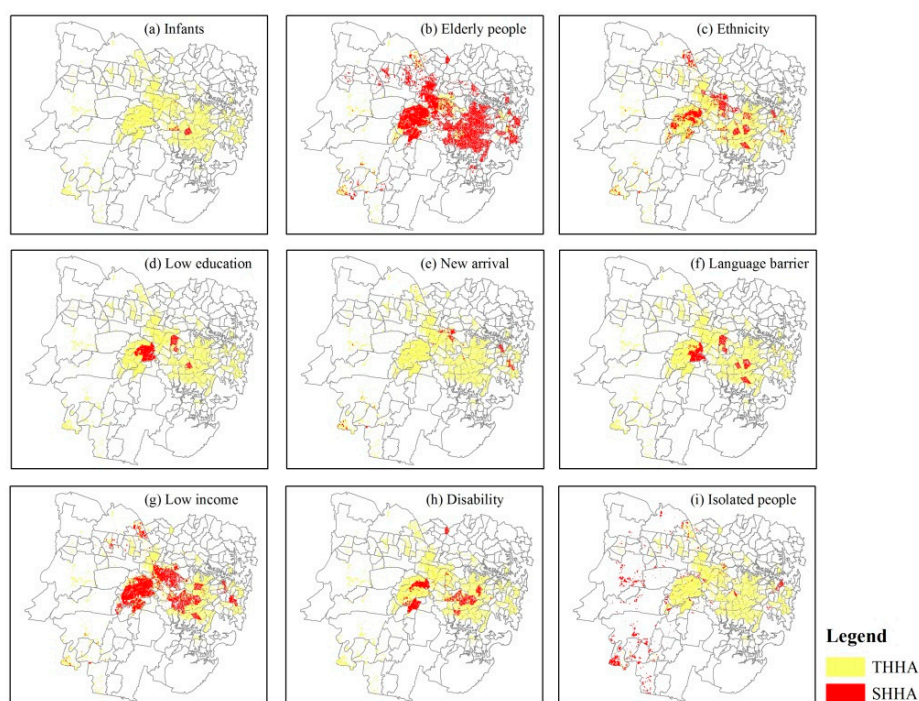 (a) Infants
(b) Elderly people
(c) Ethnicity
(d) Low education
(e) New arrival
(f) Language barrier
(g) Low income
(h) Disability
(i) Isolated people
Legend
THHA
SHHA